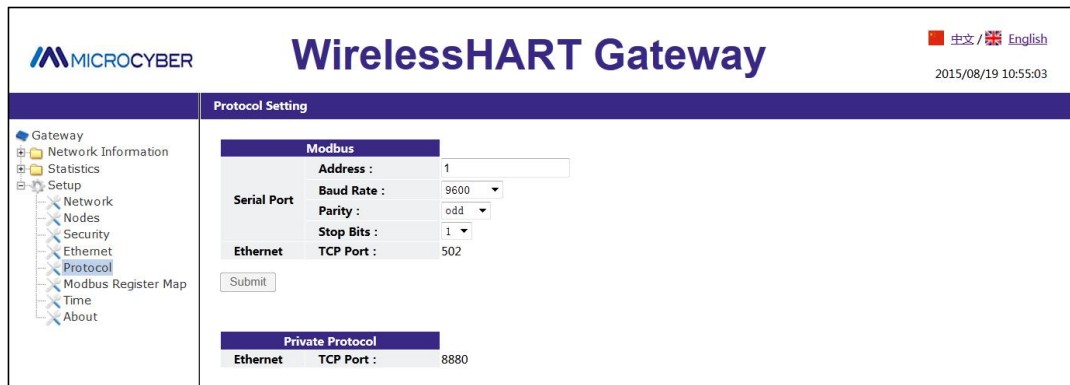 MICROCYBER
WirelessHART Gateway
中文 / English
2015/08/19 10:55:03
Protocol Setting
Gateway
Network Information
Statistics
Setup
Network
Nodes
Security
Ethernet
Protocol
Modbus Register Map
Time
About
Modbus
Serial Port
Address : 1
Baud Rate : 9600
Parity : odd
Stop Bits : 1
Ethernet TCP Port : 502
Submit
Private Protocol
Ethernet TCP Port : 8880